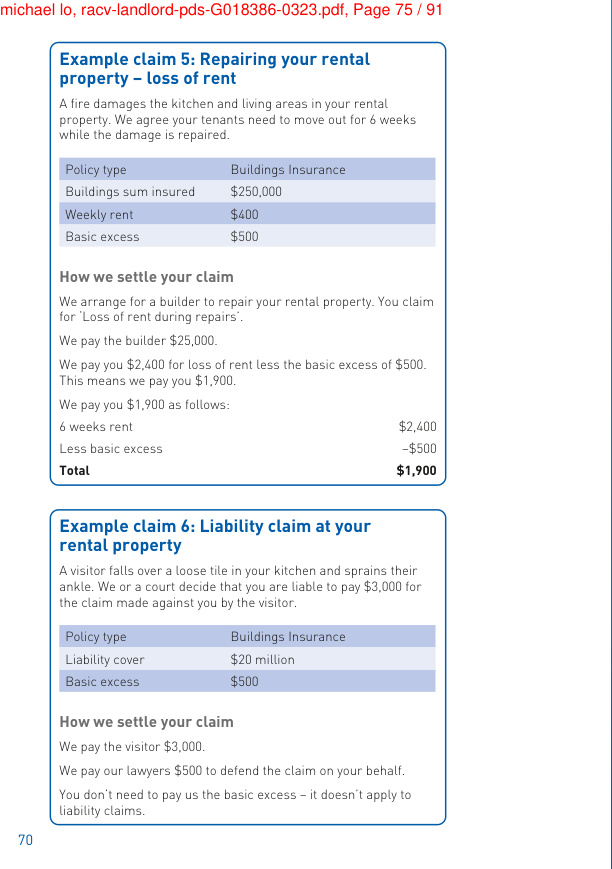 michael lo, racv-landlord-pds-G018386-0323.pdf, Page 75 / 91
Example claim 5: Repairing your rental
property – loss of rent
A fire damages the kitchen and living areas in your rental
property. We agree your tenants need to move out for 6 weeks
while the damage is repaired.
Policy type Buildings Insurance
Buildings sum insured $250,000
Weekly rent $400
Basic excess $500
How we settle your claim
We arrange for a builder to repair your rental property. You claim
for ‘Loss of rent during repairs’.
We pay the builder $25,000.
We pay you $2,400 for loss of rent less the basic excess of $500.
This means we pay you $1,900.
We pay you $1,900 as follows:
6 weeks rent $2,400
Less basic excess –$500
Total $1,900
Example claim 6: Liability claim at your
rental property
A visitor falls over a loose tile in your kitchen and sprains their
ankle. We or a court decide that you are liable to pay $3,000 for
the claim made against you by the visitor.
Policy type Buildings Insurance
Liability cover $20 million
Basic excess $500
How we settle your claim
We pay the visitor $3,000.
We pay our lawyers $500 to defend the claim on your behalf.
You don’t need to pay us the basic excess – it doesn’t apply to
liability claims.
70